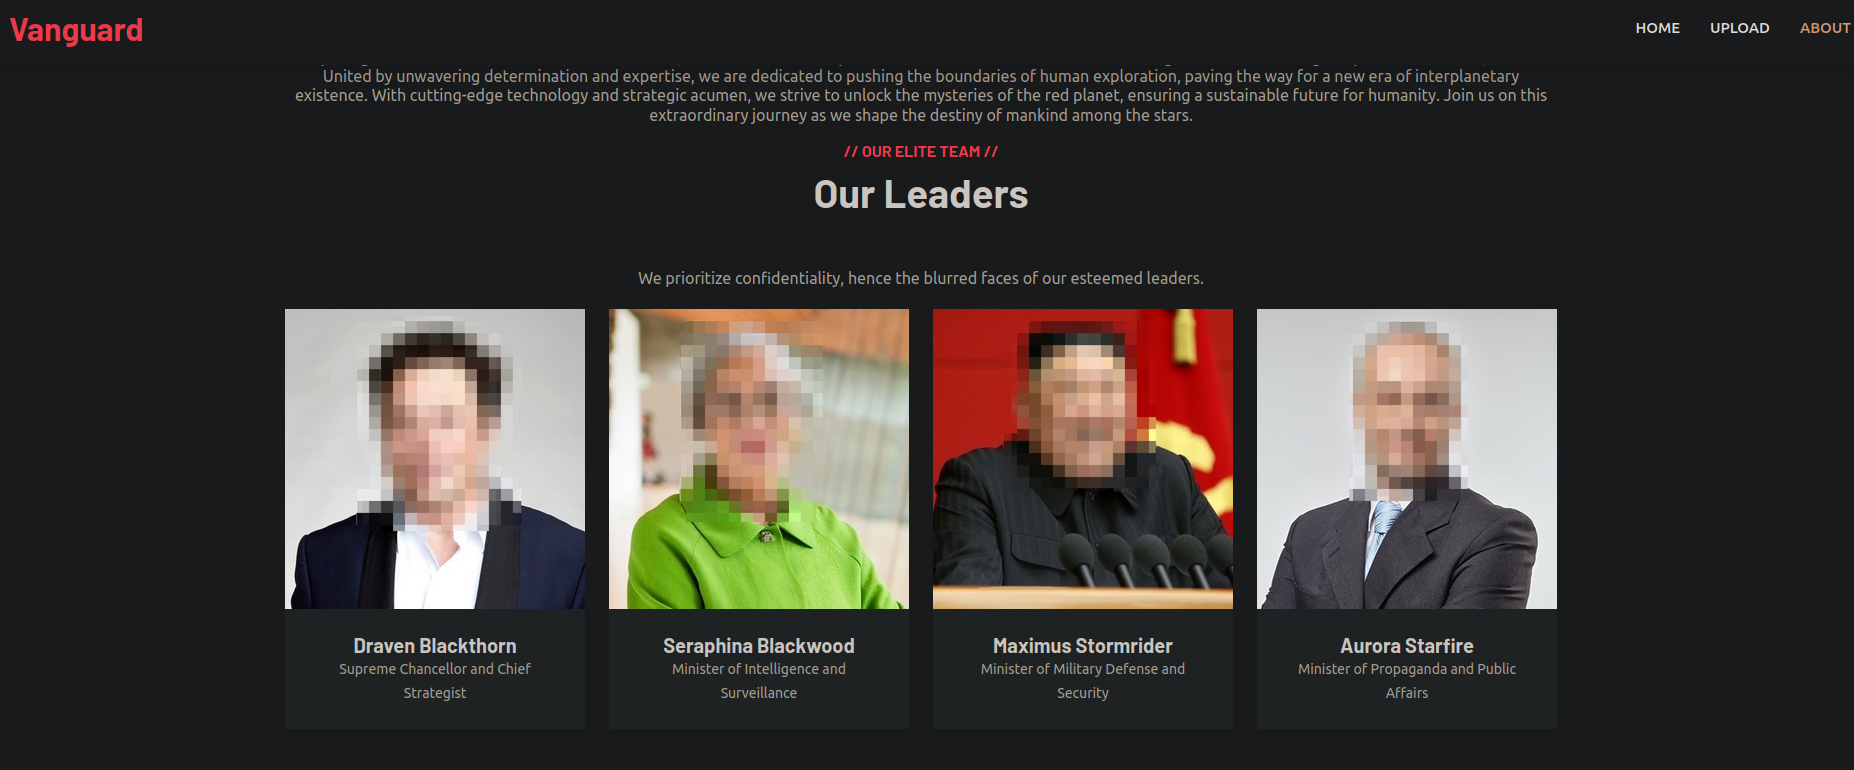 Vanguard
HOME UPLOAD ABOUT
United by unwavering determination and expertise, we are dedicated to pushing the boundaries of human exploration, paving the way for a new era of interplanetary
existence. With cutting-edge technology and strategic acumen, we strive to unlock the mysteries of the red planet, ensuring a sustainable future for humanity. Join us on this
extraordinary journey as we shape the destiny of mankind among the stars.
// OUR ELITE TEAM //
Our Leaders
We prioritize confidentiality, hence the blurred faces of our esteemed leaders.
Draven Blackthorn
Supreme Chancellor and Chief
Strategist
Seraphina Blackwood
Minister of Intelligence and
Surveillance
Maximus Stormrider
Minister of Military Defense and
Security
Aurora Starfire
Minister of Propaganda and Public
Affairs